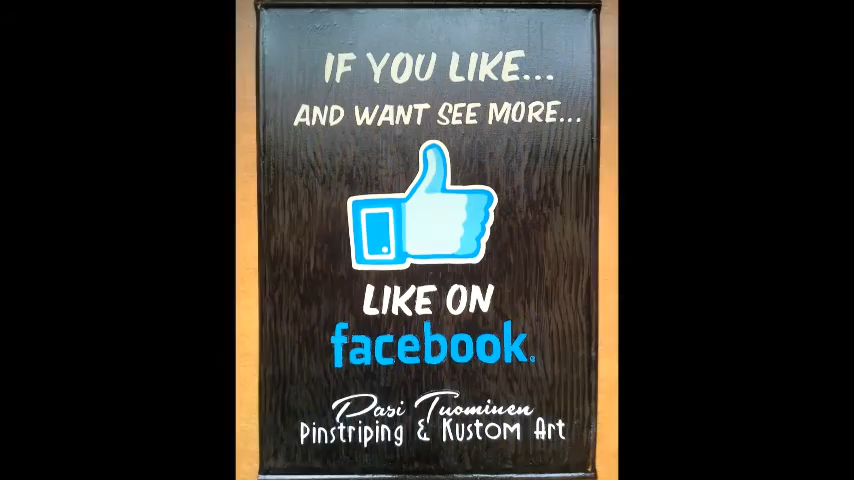 IF YOU LIKE...
AND WANT SEE MORE...
LIKE ON
facebook.
Pasi Tuominen
Pinstriping & Kustom Art